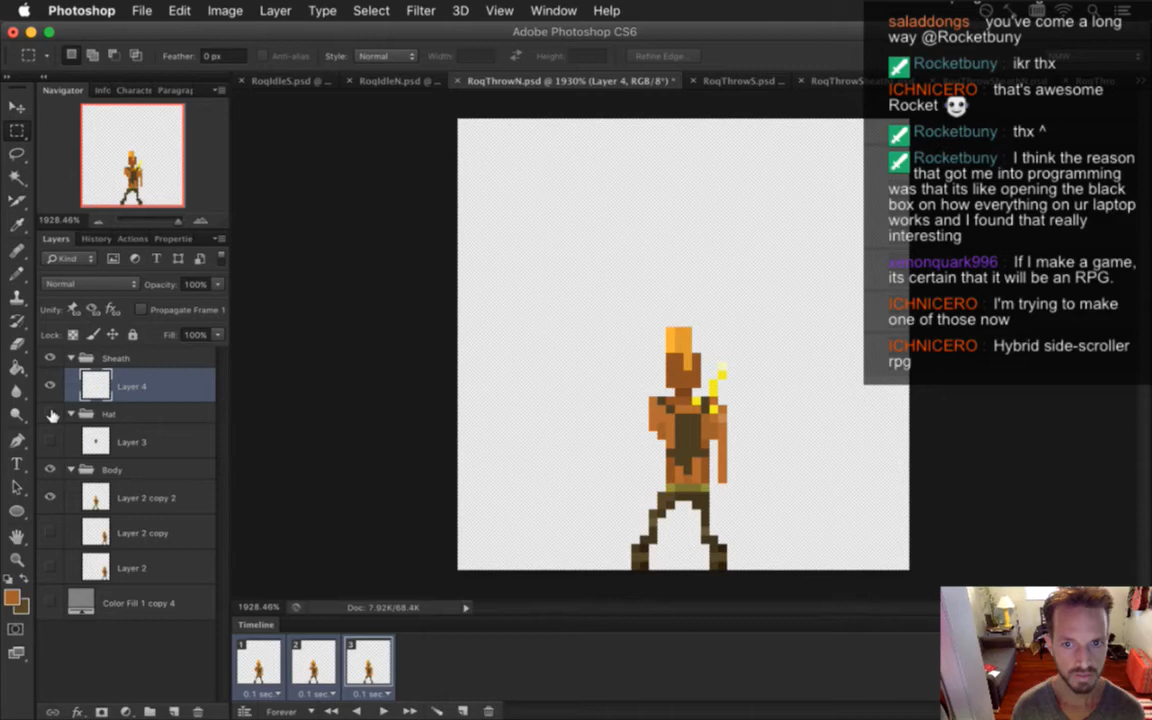 Photoshop File Edit Image Layer Type Select Filter 3D View Window Help
Adobe Photoshop CS6
Feather: 0 px Anti-alias Style: Normal Width: Height: Refine Edge...
RoqIdleS.psd @ ... RoqIdleN.psd @ ... RoqThrowN.psd @ 1930% (Layer 4, RGB/8*) * RoqThrowS.psd ...
Navigator Info Characte Paragraj
1928.46%
Layers History Actions Propertie
Kind
Normal Opacity: 100%
Unify: Propagate Frame 1
Lock: Fill: 100%
Sheath
Layer 4
Hat
Layer 3
Body
Layer 2 copy 2
Layer 2 copy
Layer 2
Color Fill 1 copy 4
1928.46% Doc: 7.92K/68.4K
Timeline
1 2 3
0.1 sec. 0.1 sec. 0.1 sec.
Forever
saladdongs : you've come a long
way @Rocketbuny
Rocketbuny : ikr thx
ICHNICERO : that's awesome
Rocket
Rocketbuny : thx ^
Rocketbuny : I think the reason
that got me into programming
was that its like opening the black
box on how everything on ur laptop
works and I found that really
interesting
xenonquark996 : If I make a game,
its certain that it will be an RPG.
ICHNICERO : I'm trying to make
one of those now
ICHNICERO : Hybrid side-scroller
rpg